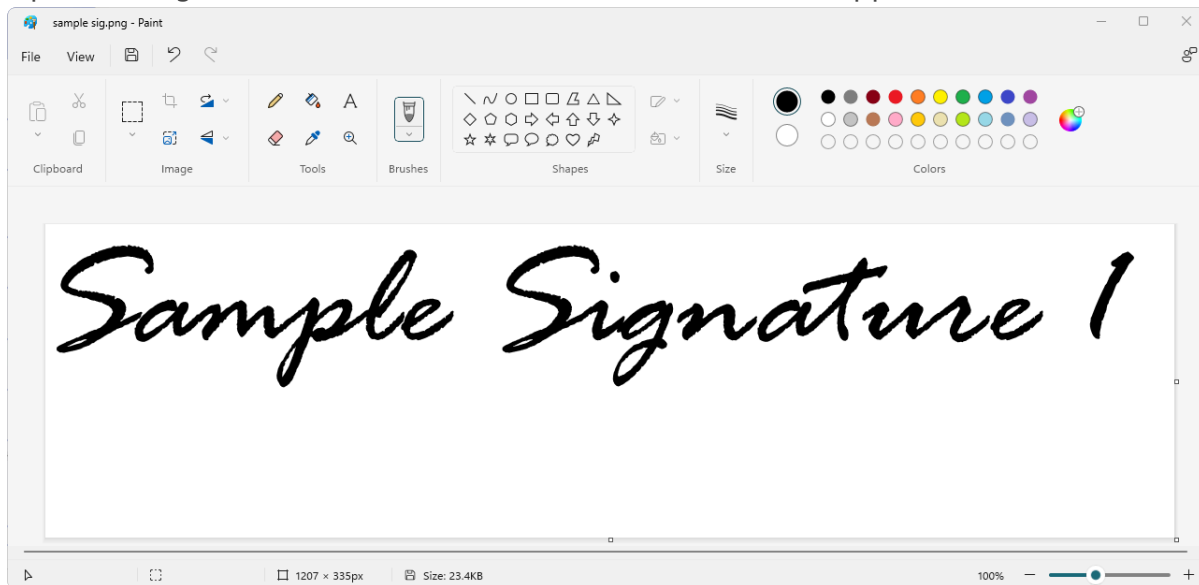 sample sig.png - Paint
File View
Clipboard Image Tools Brushes Shapes Size Colors
Sample Signature 1
1207 × 335px Size: 23.4KB 100%